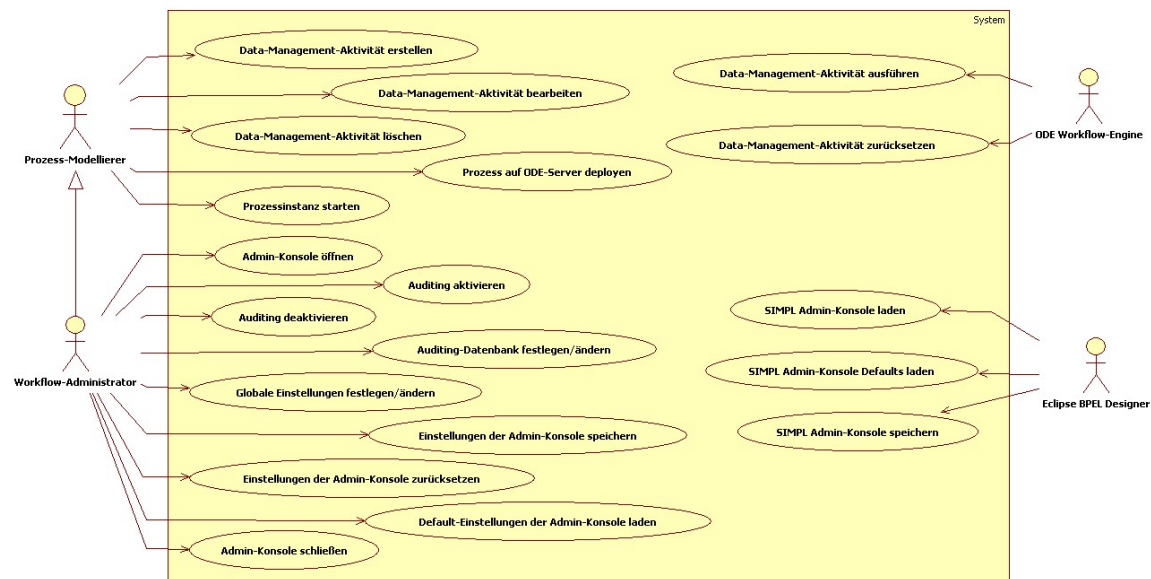 System
Data-Management-Aktivität erstellen
Data-Management-Aktivität ausführen
Data-Management-Aktivität bearbeiten
Data-Management-Aktivität löschen
ODE Workflow-Engine
Data-Management-Aktivität zurücksetzen
Prozess-Modellierer
Prozess auf ODE-Server deployen
Prozessinstanz starten
Admin-Konsole öffnen
Auditing aktivieren
SIMPL Admin-Konsole laden
Auditing deaktivieren
Auditing-Datenbank festlegen/ändern
SIMPL Admin-Konsole Defaults laden
Workflow-Administrator
Globale Einstellungen festlegen/ändern
Eclipse BPEL Designer
SIMPL Admin-Konsole speichern
Einstellungen der Admin-Konsole speichern
Einstellungen der Admin-Konsole zurücksetzen
Default-Einstellungen der Admin-Konsole laden
Admin-Konsole schließen